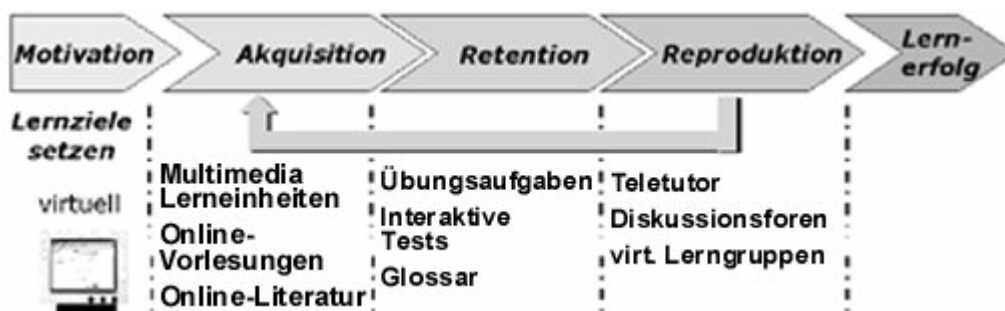 Motivation
Akquisition
Retention
Reproduktion
Lern-
erfolg
Lernziele
setzen
virtuell
Multimedia
Lerneinheiten
Online-
Vorlesungen
Online-Literatur
Übungsaufgaben
Interaktive
Tests
Glossar
Teletutor
Diskussionsforen
virt. Lerngruppen